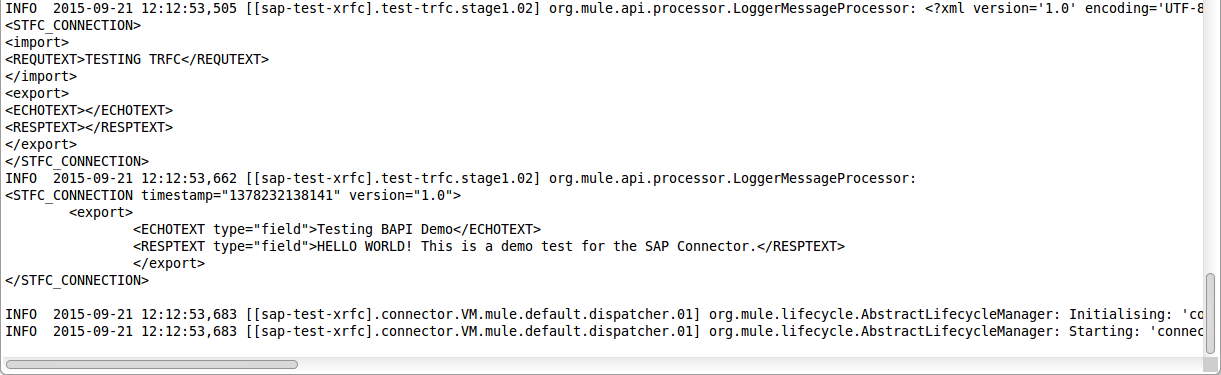 INFO  2015-09-21 12:12:53,505 [[sap-test-xrfc].test-trfc.stage1.02] org.mule.api.processor.LoggerMessageProcessor: <?xml version='1.0' encoding='UTF-8
<STFC_CONNECTION>
<import>
<REQUTEXT>TESTING TRFC</REQUTEXT>
</import>
<export>
<ECHOTEXT></ECHOTEXT>
<RESPTEXT></RESPTEXT>
</export>
</STFC_CONNECTION>
INFO  2015-09-21 12:12:53,662 [[sap-test-xrfc].test-trfc.stage1.02] org.mule.api.processor.LoggerMessageProcessor:
<STFC_CONNECTION timestamp="1378232138141" version="1.0">
        <export>
                <ECHOTEXT type="field">Testing BAPI Demo</ECHOTEXT>
                <RESPTEXT type="field">HELLO WORLD! This is a demo test for the SAP Connector.</RESPTEXT>
                </export>
</STFC_CONNECTION>
INFO  2015-09-21 12:12:53,683 [[sap-test-xrfc].connector.VM.mule.default.dispatcher.01] org.mule.lifecycle.AbstractLifecycleManager: Initialising: 'co
INFO  2015-09-21 12:12:53,683 [[sap-test-xrfc].connector.VM.mule.default.dispatcher.01] org.mule.lifecycle.AbstractLifecycleManager: Starting: 'connec